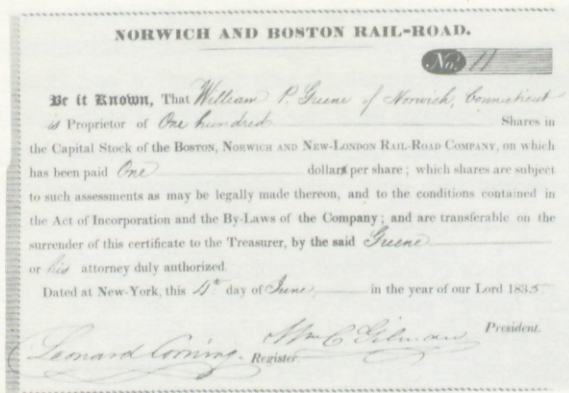 NORWICH AND BOSTON RAIL-ROAD.
No. 11
Be it Known, That William P. Greene of Norwich, Connecticut
is Proprietor of One hundred Shares in
the Capital Stock of the BOSTON, NORWICH AND NEW-LONDON RAIL-ROAD COMPANY, on which
has been paid One dollar per share; which shares are subject
to such assessments as may be legally made thereon, and to the conditions contained in
the Act of Incorporation and the By-Laws of the Company; and are transferable on the
surrender of this certificate to the Treasurer, by the said Greene
or his attorney duly authorized.
Dated at New-York, this 4th day of June, in the year of our Lord 1835
Wm C Gilman President.
Leonard Corning. Register.